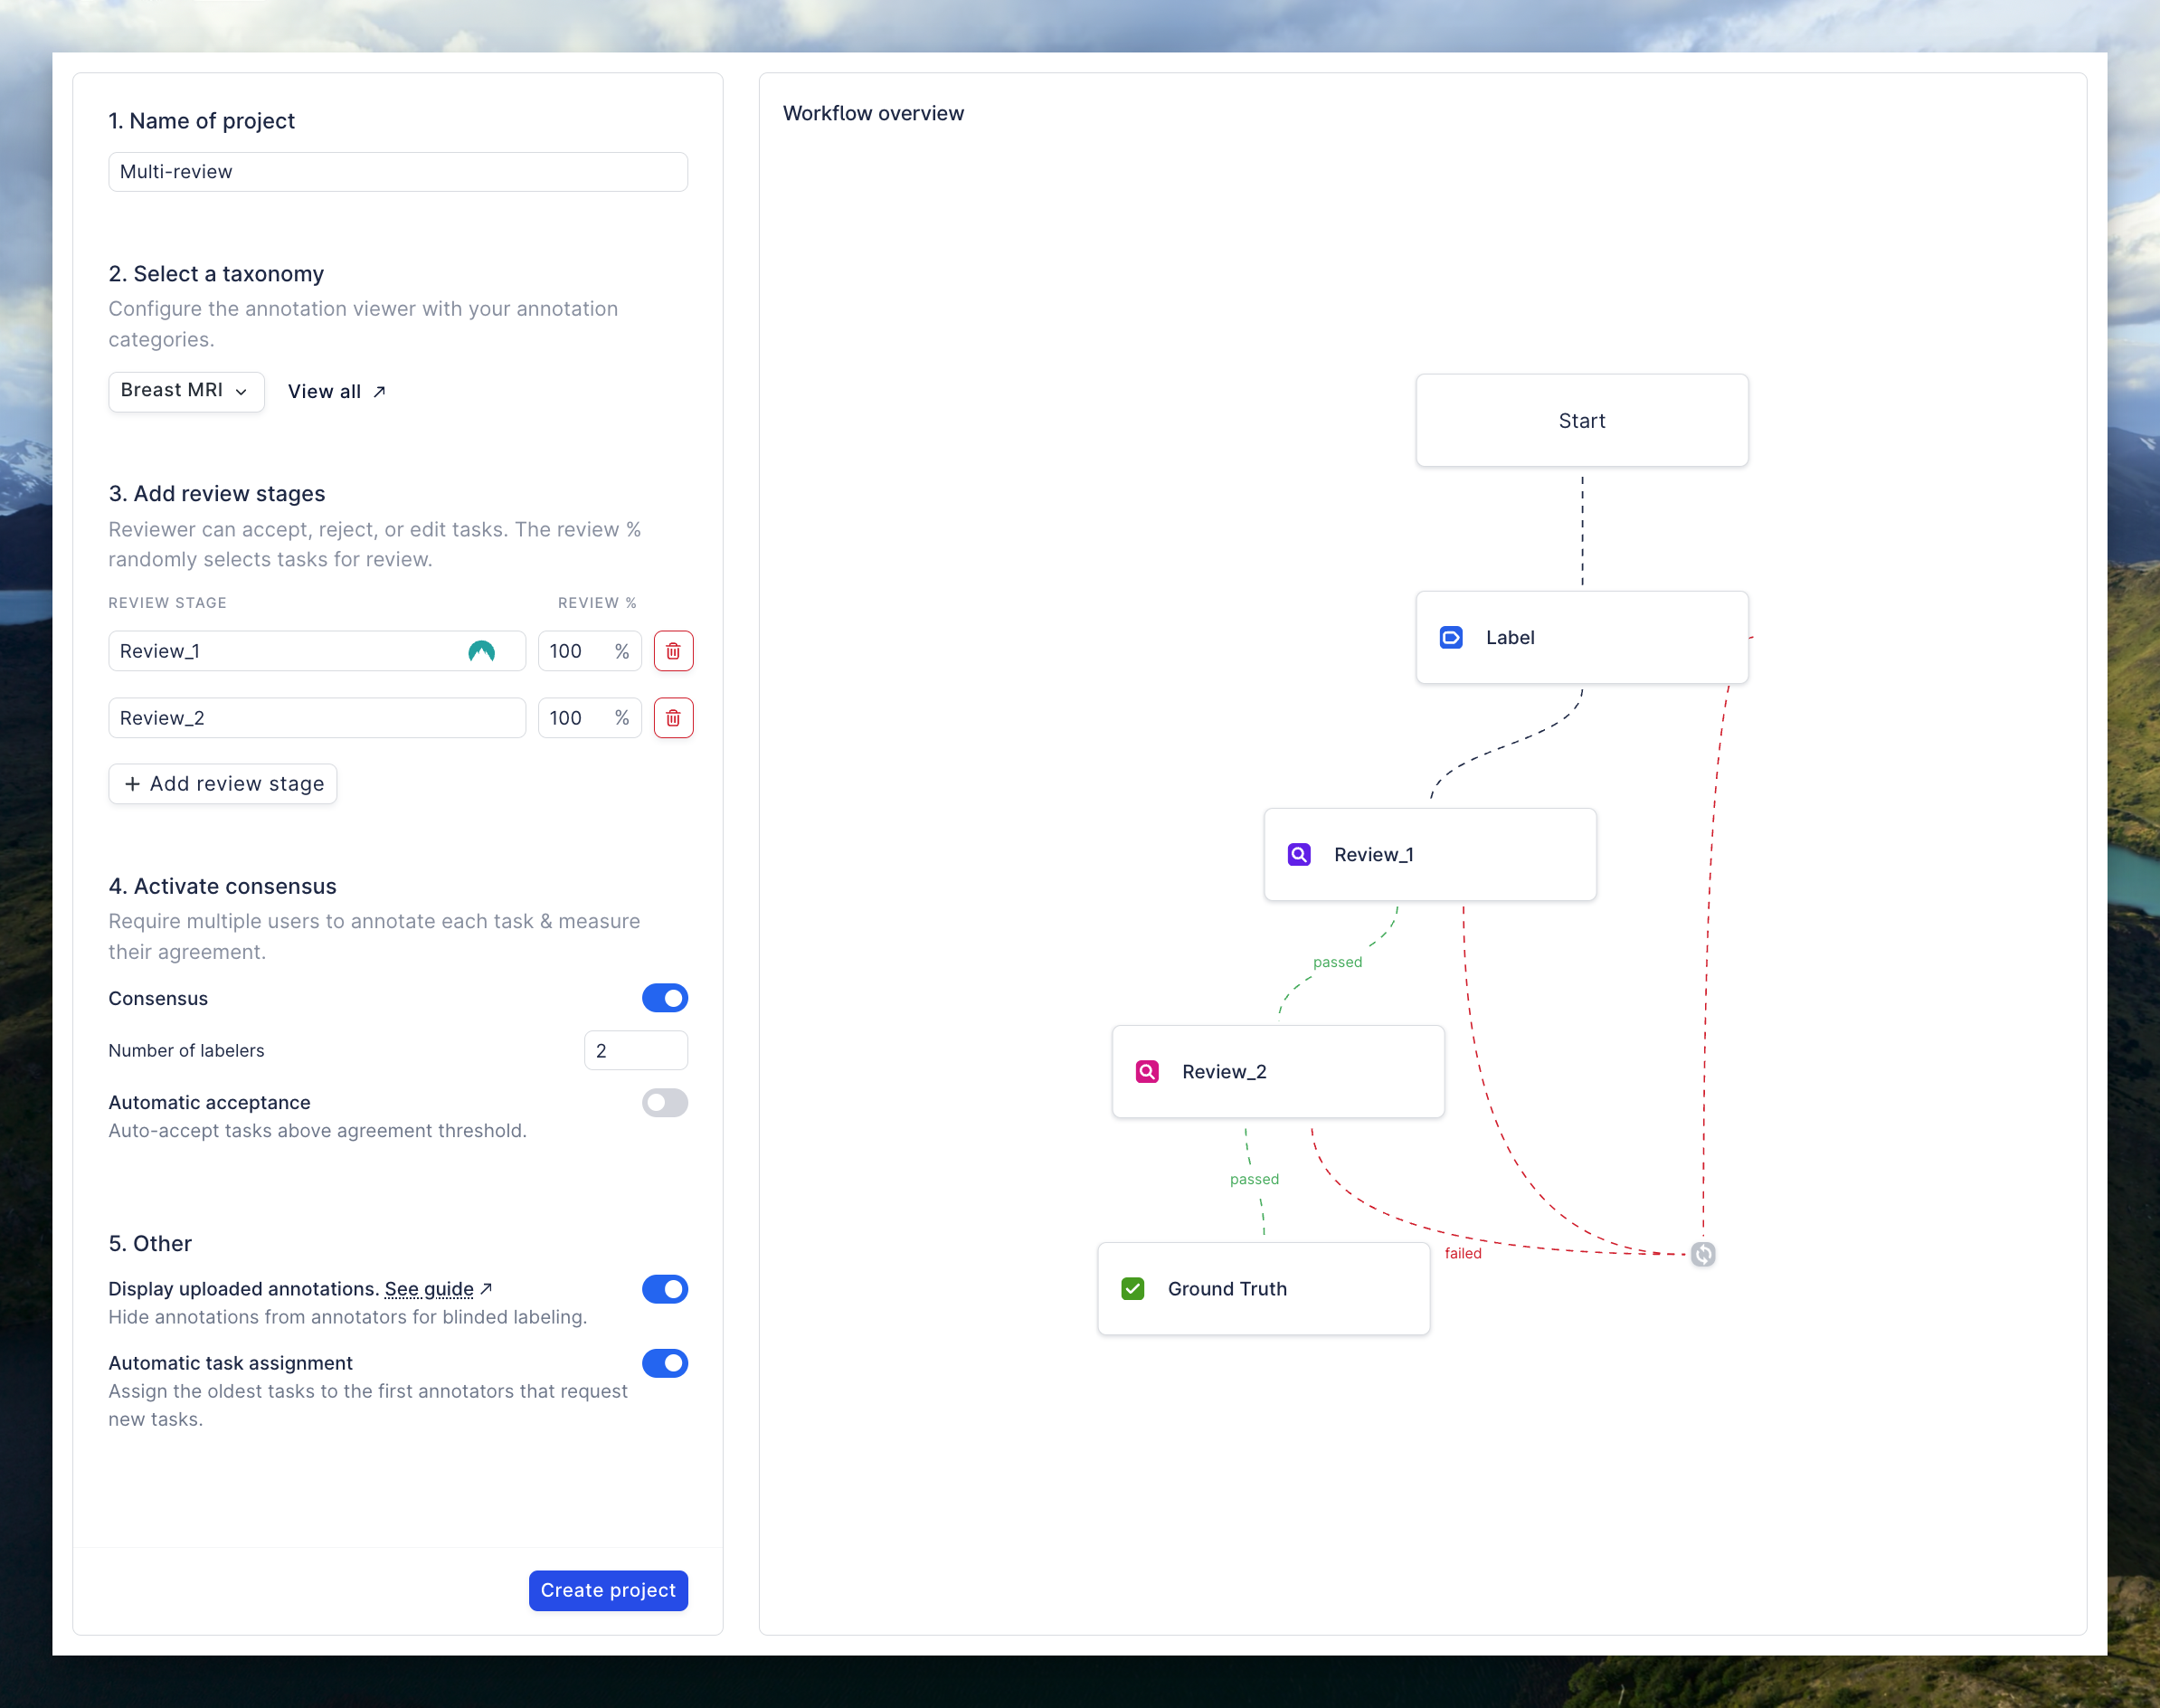 1. Name of project
Multi-review
2. Select a taxonomy
Configure the annotation viewer with your annotation
categories.
Breast MRI
View all ↗
3. Add review stages
Reviewer can accept, reject, or edit tasks. The review %
randomly selects tasks for review.
REVIEW STAGE REVIEW %
Review_1 100 %
Review_2 100 %
+ Add review stage
4. Activate consensus
Require multiple users to annotate each task & measure
their agreement.
Consensus
Number of labelers 2
Automatic acceptance
Auto-accept tasks above agreement threshold.
5. Other
Display uploaded annotations. See guide ↗
Hide annotations from annotators for blinded labeling.
Automatic task assignment
Assign the oldest tasks to the first annotators that request
new tasks.
Create project
Workflow overview
Start
Label
Review_1
passed
Review_2
passed
failed
Ground Truth